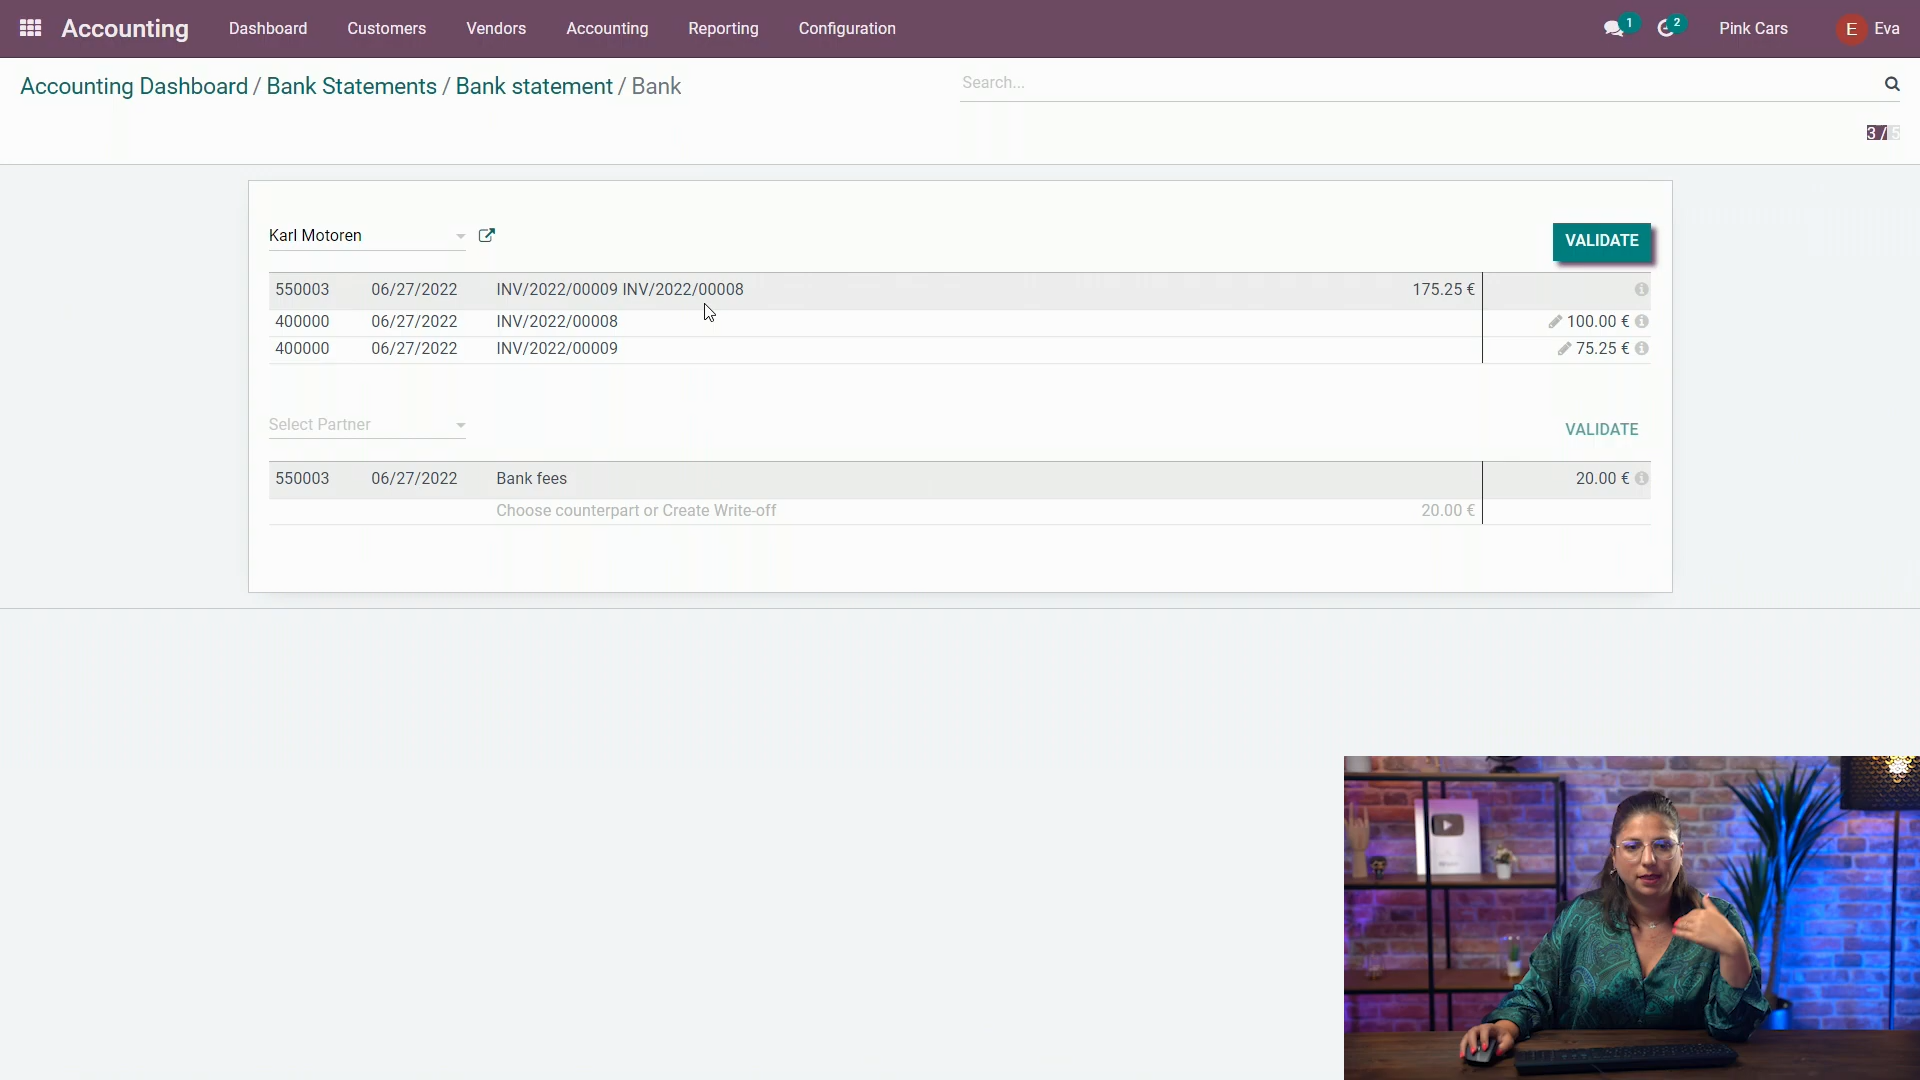 Accounting Dashboard Customers Vendors Accounting Reporting Configuration 1 2 Pink Cars E Eva
Accounting Dashboard / Bank Statements / Bank statement / Bank
Search...
3 / 5
Karl Motoren
VALIDATE
550003 06/27/2022 INV/2022/00009 INV/2022/00008 175.25 €
400000 06/27/2022 INV/2022/00008 100.00 €
400000 06/27/2022 INV/2022/00009 75.25 €
Select Partner
VALIDATE
550003 06/27/2022 Bank fees 20.00 €
Choose counterpart or Create Write-off 20.00 €